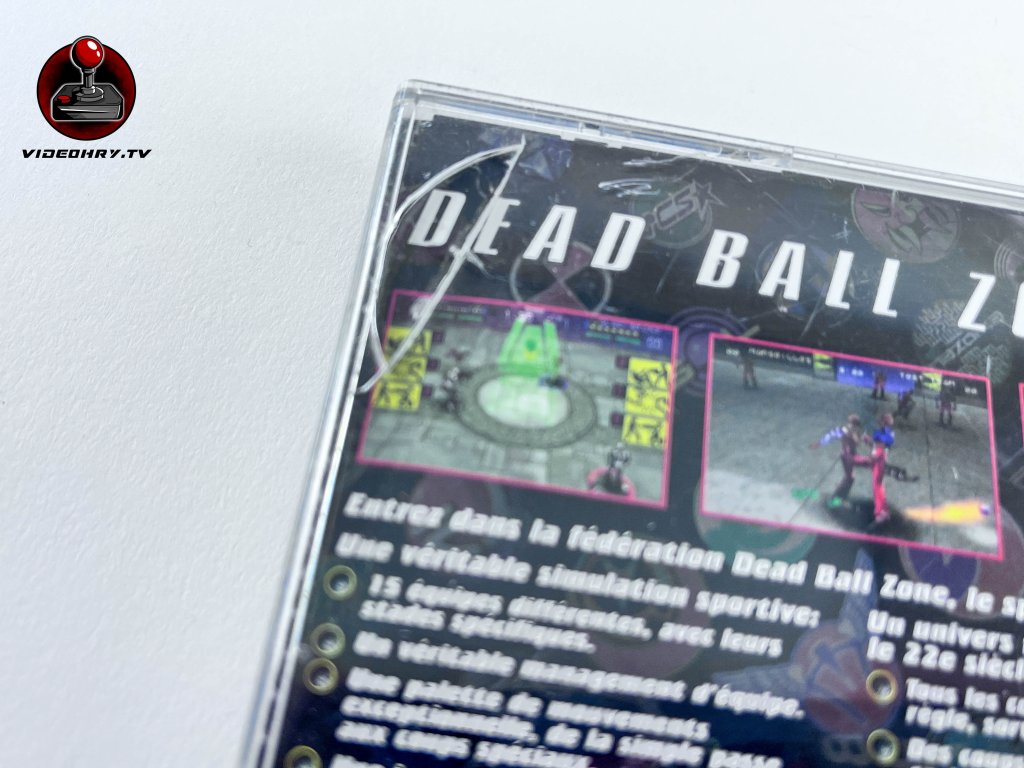 VIDEOHRY.TV
DEAD BALL ZO
MARSEILLES
Entrez dans la fédération Dead Ball Zone, le sp
Une véritable simulation sportive:
15 équipes différentes, avec leurs
stades spécifiques.
Un véritable management d'équipe.
Une palette de mouvements
exceptionnelle, de la simple passe
aux coups spéciaux
Un univers
le 22e siècl
Tous les co
règle, sor
Des coup